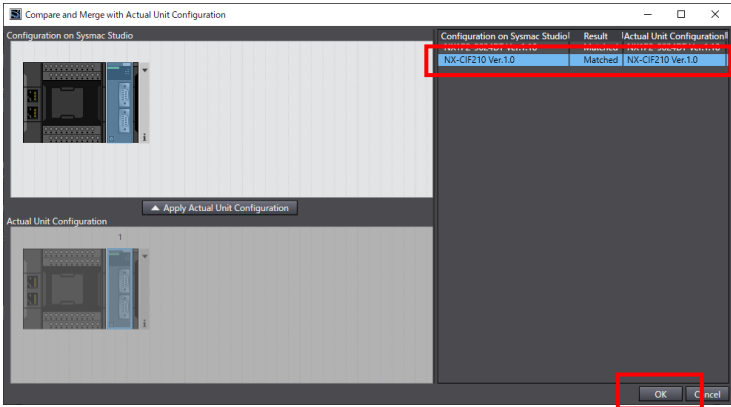 Compare and Merge with Actual Unit Configuration
Configuration on Sysmac Studio
Configuration on Sysmac Studio Result Actual Unit Configuration
Matched
NX-CIF210 Ver.1.0 Matched NX-CIF210 Ver.1.0
Apply Actual Unit Configuration
Actual Unit Configuration
1
OK Cancel